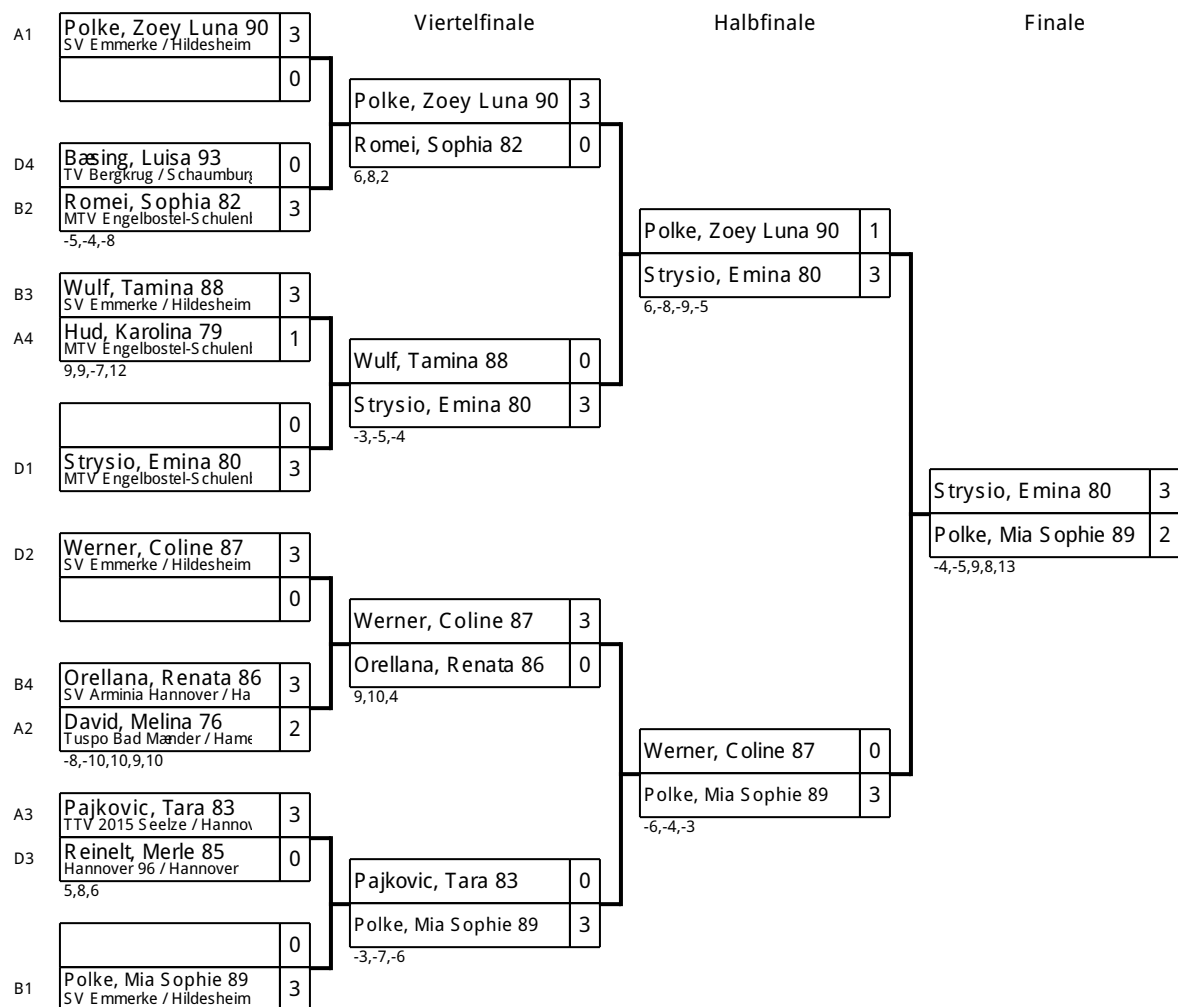 Viertelfinale
Halbfinale
Finale
A1
Polke, Zoey Luna 90
3
SV Emmerke / Hildesheim
0
D4
Bæsing, Luisa 93
0
TV Bergkrug / Schaumburg
B2
Romei, Sophia 82
3
MTV Engelbostel-Schulenl
-5,-4,-8
B3
Wulf, Tamina 88
3
SV Emmerke / Hildesheim
A4
Hud, Karolina 79
1
MTV Engelbostel-Schulenl
9,9,-7,12
0
D1
Strysio, Emina 80
3
MTV Engelbostel-Schulenl
D2
Werner, Coline 87
3
SV Emmerke / Hildesheim
0
B4
Orellana, Renata 86
3
SV Arminia Hannover / Ha
A2
David, Melina 76
2
Tuspo Bad Mænder / Hame
-8,-10,10,9,10
A3
Pajkovic, Tara 83
3
TTV 2015 Seelze / Hannov
D3
Reinelt, Merle 85
0
Hannover 96 / Hannover
5,8,6
0
B1
Polke, Mia Sophie 89
3
SV Emmerke / Hildesheim
Polke, Zoey Luna 90
3
Romei, Sophia 82
0
6,8,2
Wulf, Tamina 88
0
Strysio, Emina 80
3
-3,-5,-4
Werner, Coline 87
3
Orellana, Renata 86
0
9,10,4
Pajkovic, Tara 83
0
Polke, Mia Sophie 89
3
-3,-7,-6
Polke, Zoey Luna 90
1
Strysio, Emina 80
3
6,-8,-9,-5
Werner, Coline 87
0
Polke, Mia Sophie 89
3
-6,-4,-3
Strysio, Emina 80
3
Polke, Mia Sophie 89
2
-4,-5,9,8,13